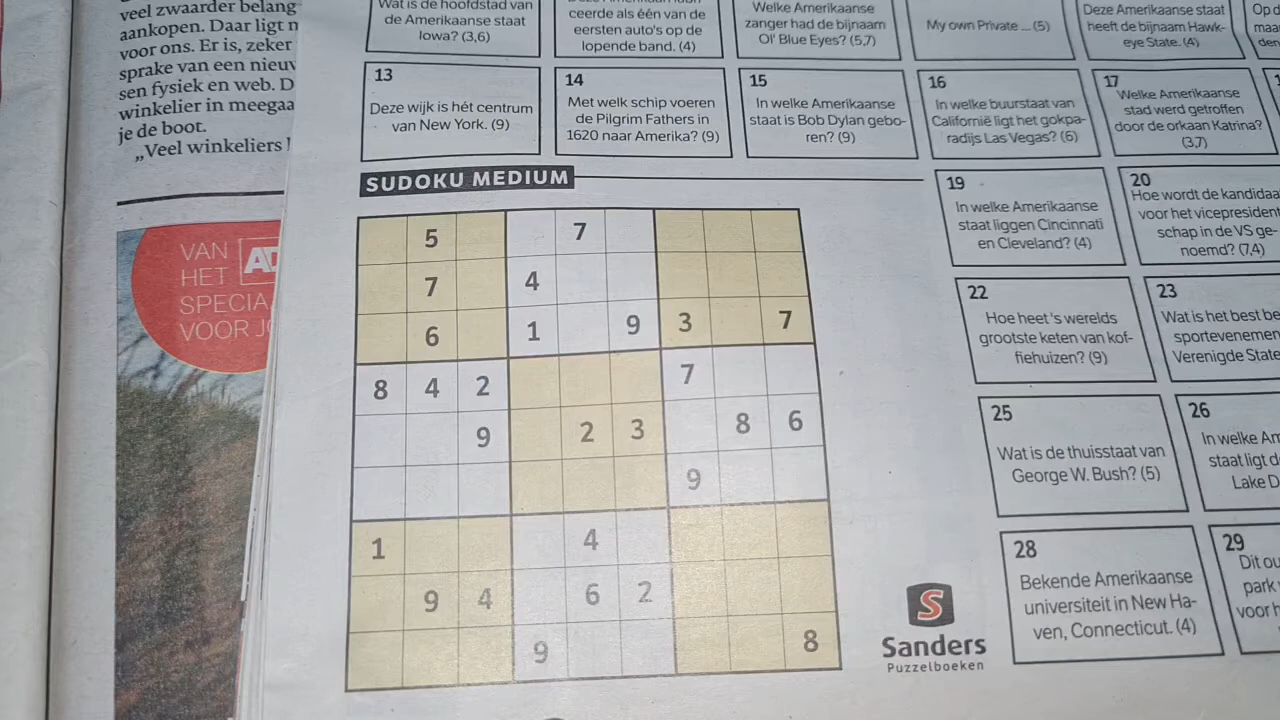 veel zwaarder belang
aankopen. Daar ligt n
voor ons. Er is, zeker
sprake van een nieuw
sen fysiek en web. D
winkelier in meegaa
je de boot.
„Veel winkeliers
VAN
HET
SPECIA
VOOR J
AD
Wat is de hoofdstad van
de Amerikaanse staat
Iowa? (3,6)
ceerde als één van de
eersten auto's op de
lopende band. (4)
Welke Amerikaanse
zanger had de bijnaam
Ol' Blue Eyes? (5,7)
My own Private ... (5)
Deze Amerikaanse staat
heeft de bijnaam Hawk-
eye State. (4)
Op d
maa
den
13
Deze wijk is hét centrum
van New York. (9)
14
Met welk schip voeren
de Pilgrim Fathers in
1620 naar Amerika? (9)
15
In welke Amerikaanse
staat is Bob Dylan gebo-
ren? (9)
16
In welke buurstaat van
Californië ligt het gokpa-
radijs Las Vegas? (6)
17
Welke Amerikaanse
stad werd getroffen
door de orkaan Katrina?
(3,7)
SUDOKU MEDIUM
5 7
7 4
6 1 9 3 7
8 4 2 7
9 2 3 8 6
9
1 4
9 4 6 2
9 8
19
In welke Amerikaanse
staat liggen Cincinnati
en Cleveland? (4)
20
Hoe wordt de kandidaa
voor het vicepresiden
schap in de VS ge-
noemd? (7,4)
22
Hoe heet 's werelds
grootste keten van kof-
fiehuizen? (9)
23
Wat is het best be
sportevenemen
Verenigde State
25
Wat is de thuisstaat van
George W. Bush? (5)
26
In welke Am
staat ligt d
Lake D
28
Bekende Amerikaanse
universiteit in New Ha-
ven, Connecticut. (4)
29
Dit ou
park
voor h
S
Sanders
Puzzelboeken